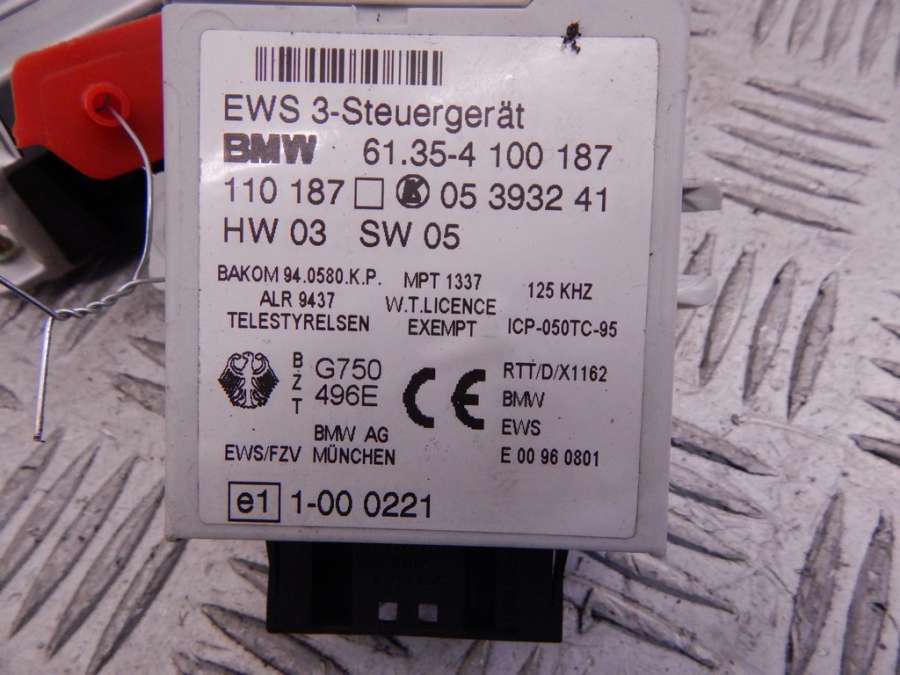 EWS 3-Steuergerät
BMW 61.35-4 100 187
110 187 05 3932 41
HW 03 SW 05
BAKOM 94.0580.K.P. MPT 1337 125 KHZ
ALR 9437 W.T.LICENCE
TELESTYRELSEN EXEMPT ICP-050TC-95
BZT G750 RTT/D/X1162
496E CE BMW
BMW AG EWS
EWS/FZV MÜNCHEN E 00 96 0801
e1 1-00 0221